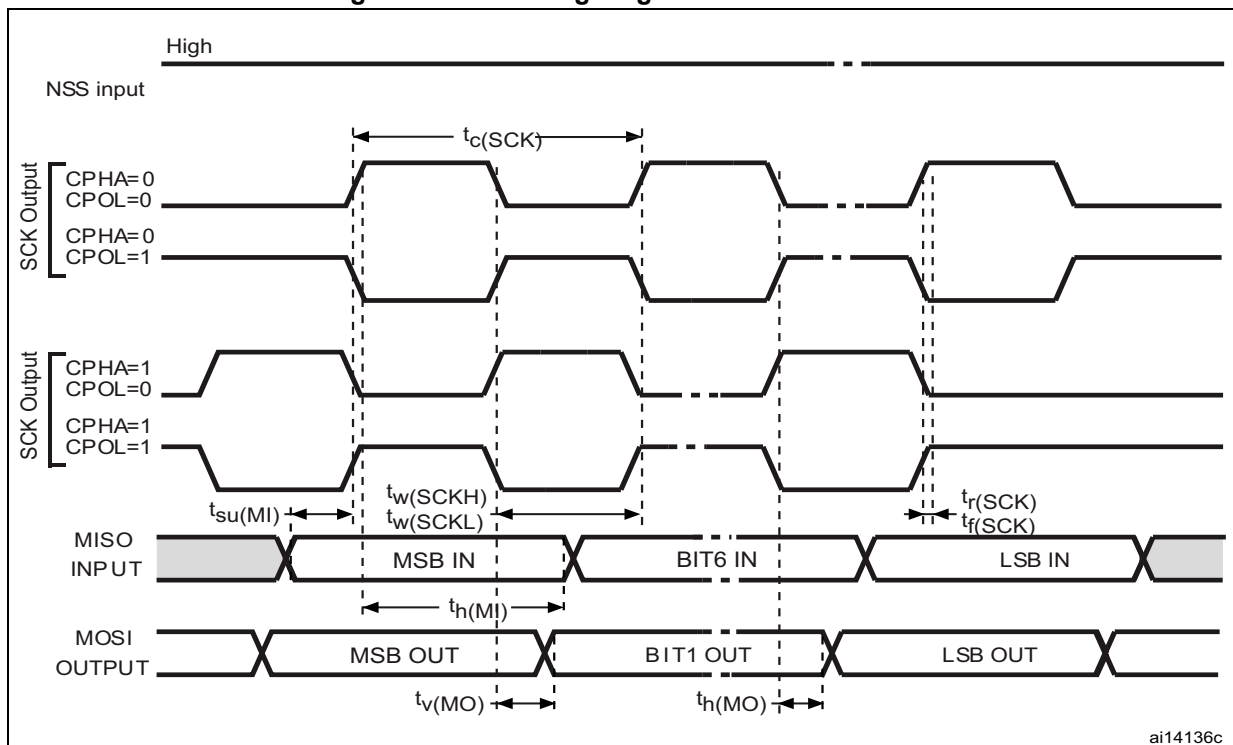 High
NSS input
tc(SCK)
SCK Output
CPHA=0
CPOL=0
CPHA=0
CPOL=1
SCK Output
CPHA=1
CPOL=0
CPHA=1
CPOL=1
tsu(MI)
tw(SCKH)
tw(SCKL)
tr(SCK)
tf(SCK)
MISO
INPUT
MSB IN
BIT6 IN
LSB IN
th(MI)
MOSI
OUTPUT
MSB OUT
BIT1 OUT
LSB OUT
tv(MO)
th(MO)
ai14136c